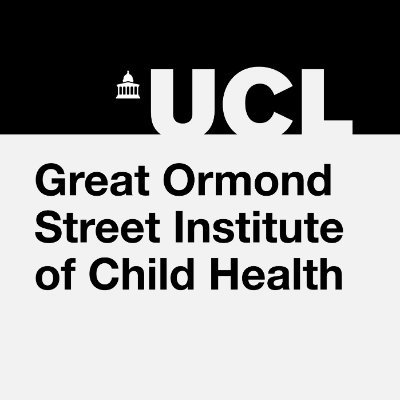 UCL
Great Ormond
Street Institute
of Child Health